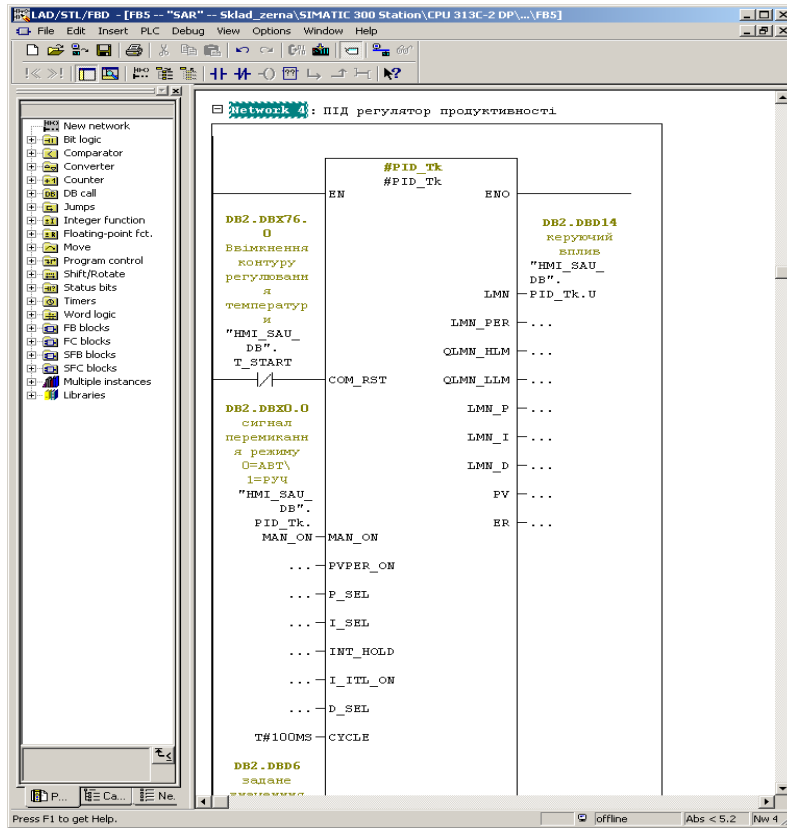 LAD/STL/FBD - [FB5 -- "SAR" -- Sklad_zerna\SIMATIC 300 Station\CPU 313C-2 DP\...\FB5]
File Edit Insert PLC Debug View Options Window Help
New network
Bit logic
Comparator
Converter
Counter
DB call
Jumps
Integer function
Floating-point fct.
Move
Program control
Shift/Rotate
Status bits
Timers
Word logic
FB blocks
FC blocks
SFB blocks
SFC blocks
Multiple instances
Libraries
P...
Ca...
Ne.
Network 4: ПІД регулятор продуктивності
#PID_Tk
#PID_Tk
EN
ENO
DB2.DBX76.
0
Ввімкнення
контуру
регулюванн
я
температур
и
"HMI_SAU_
DB".
T_START
COM_RST
DB2.DBX0.0
сигнал
перемиканн
я режиму
0=АВТ\
1=РУЧ
"HMI_SAU_
DB".
PID_Tk.
MAN_ON
MAN_ON
... PVPER_ON
... P_SEL
... I_SEL
... INT_HOLD
... I_ITL_ON
... D_SEL
T#100MS CYCLE
DB2.DBD6
задане
DB2.DBD14
керуючий
вплив
"HMI_SAU_
DB".
LMN PID_Tk.U
LMN_PER ...
QLMN_HLM ...
QLMN_LLM ...
LMN_P ...
LMN_I ...
LMN_D ...
PV ...
ER ...
Press F1 to get Help.
offline
Abs < 5.2
Nw 4